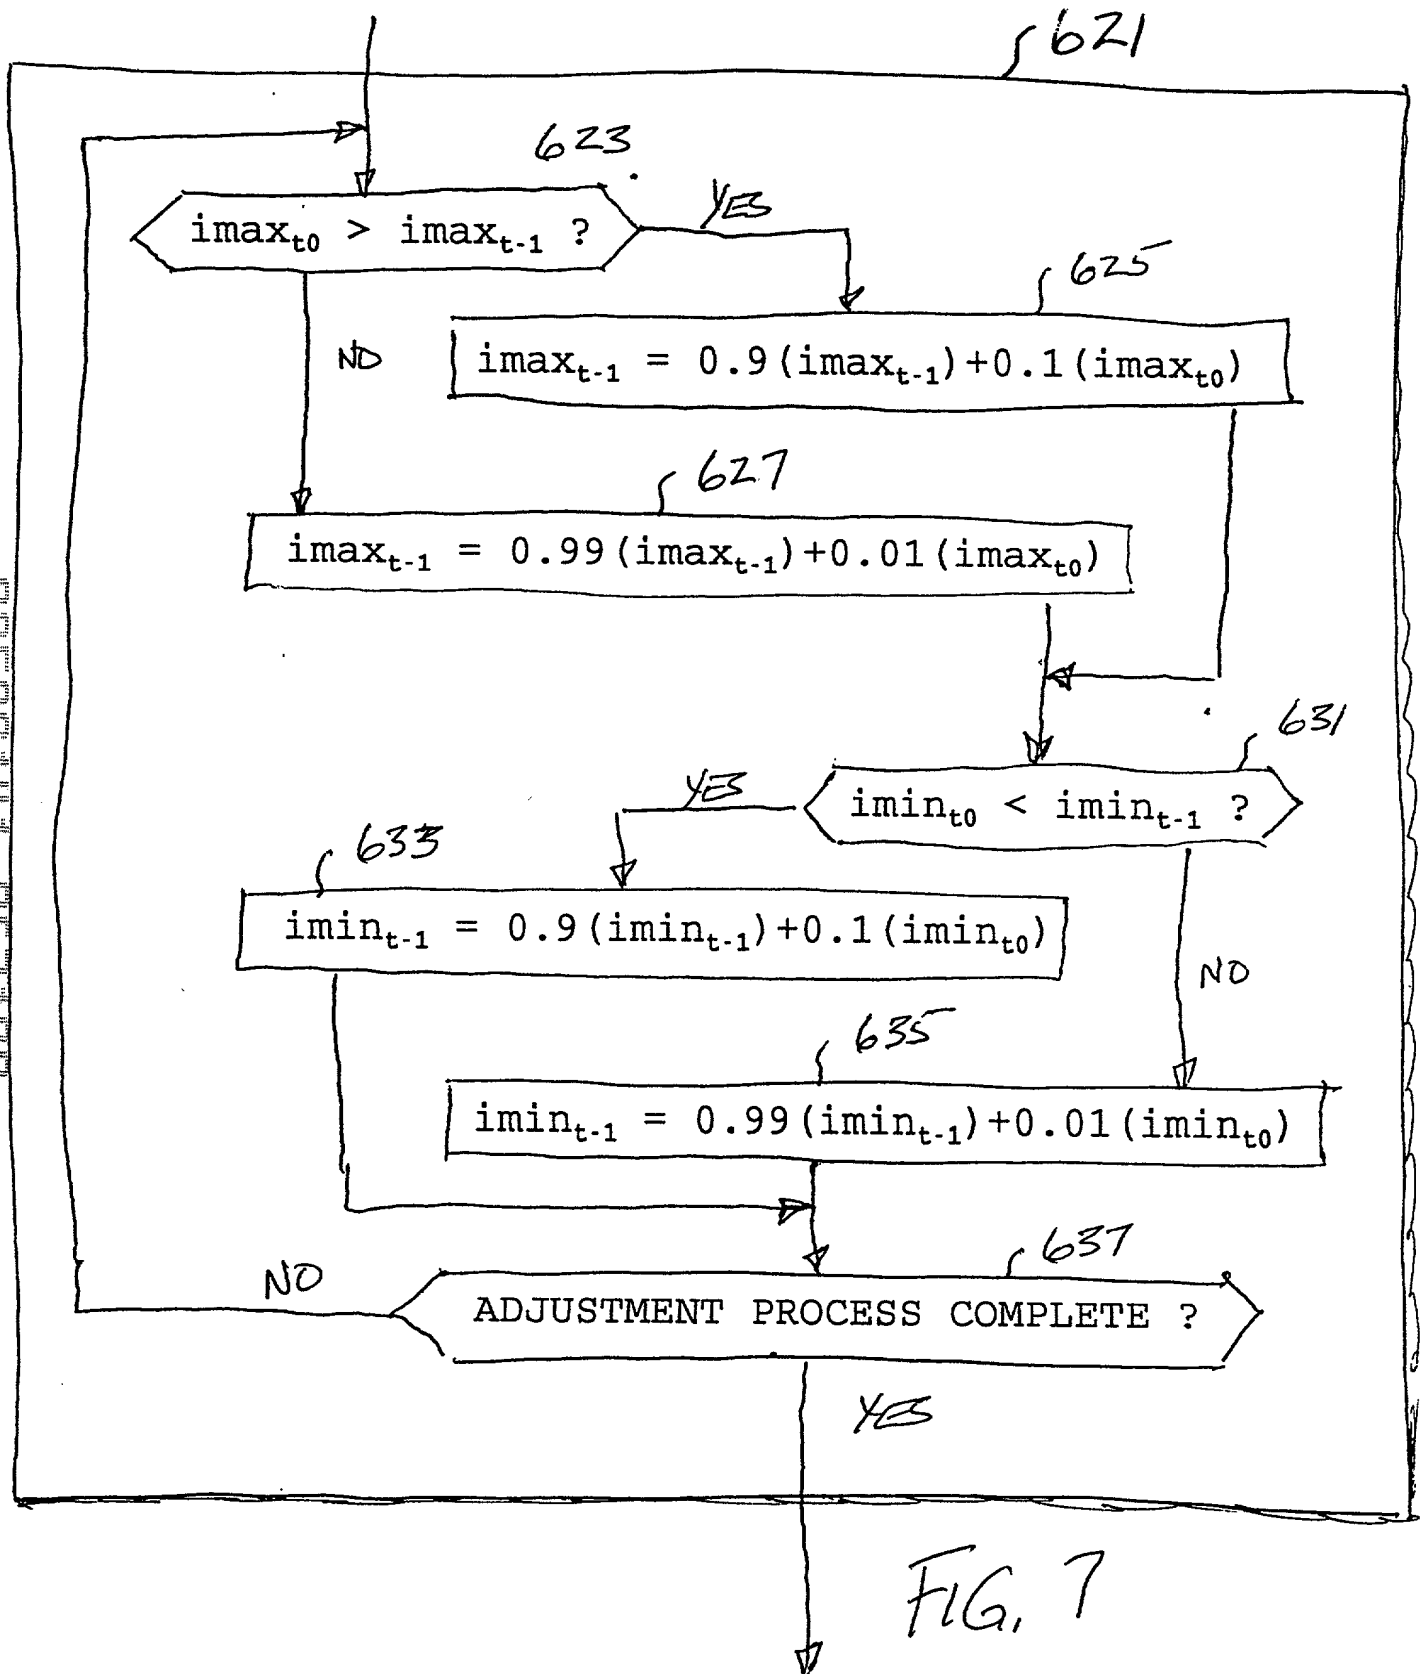 621
623
imax_t0 > imax_t-1 ?
YES
625
NO
imax_t-1 = 0.9(imax_t-1)+0.1(imax_t0)
627
imax_t-1 = 0.99(imax_t-1)+0.01(imax_t0)
631
YES
imin_t0 < imin_t-1 ?
633
imin_t-1 = 0.9(imin_t-1)+0.1(imin_t0)
NO
635
imin_t-1 = 0.99(imin_t-1)+0.01(imin_t0)
637
NO
ADJUSTMENT PROCESS COMPLETE ?
YES
FIG. 7